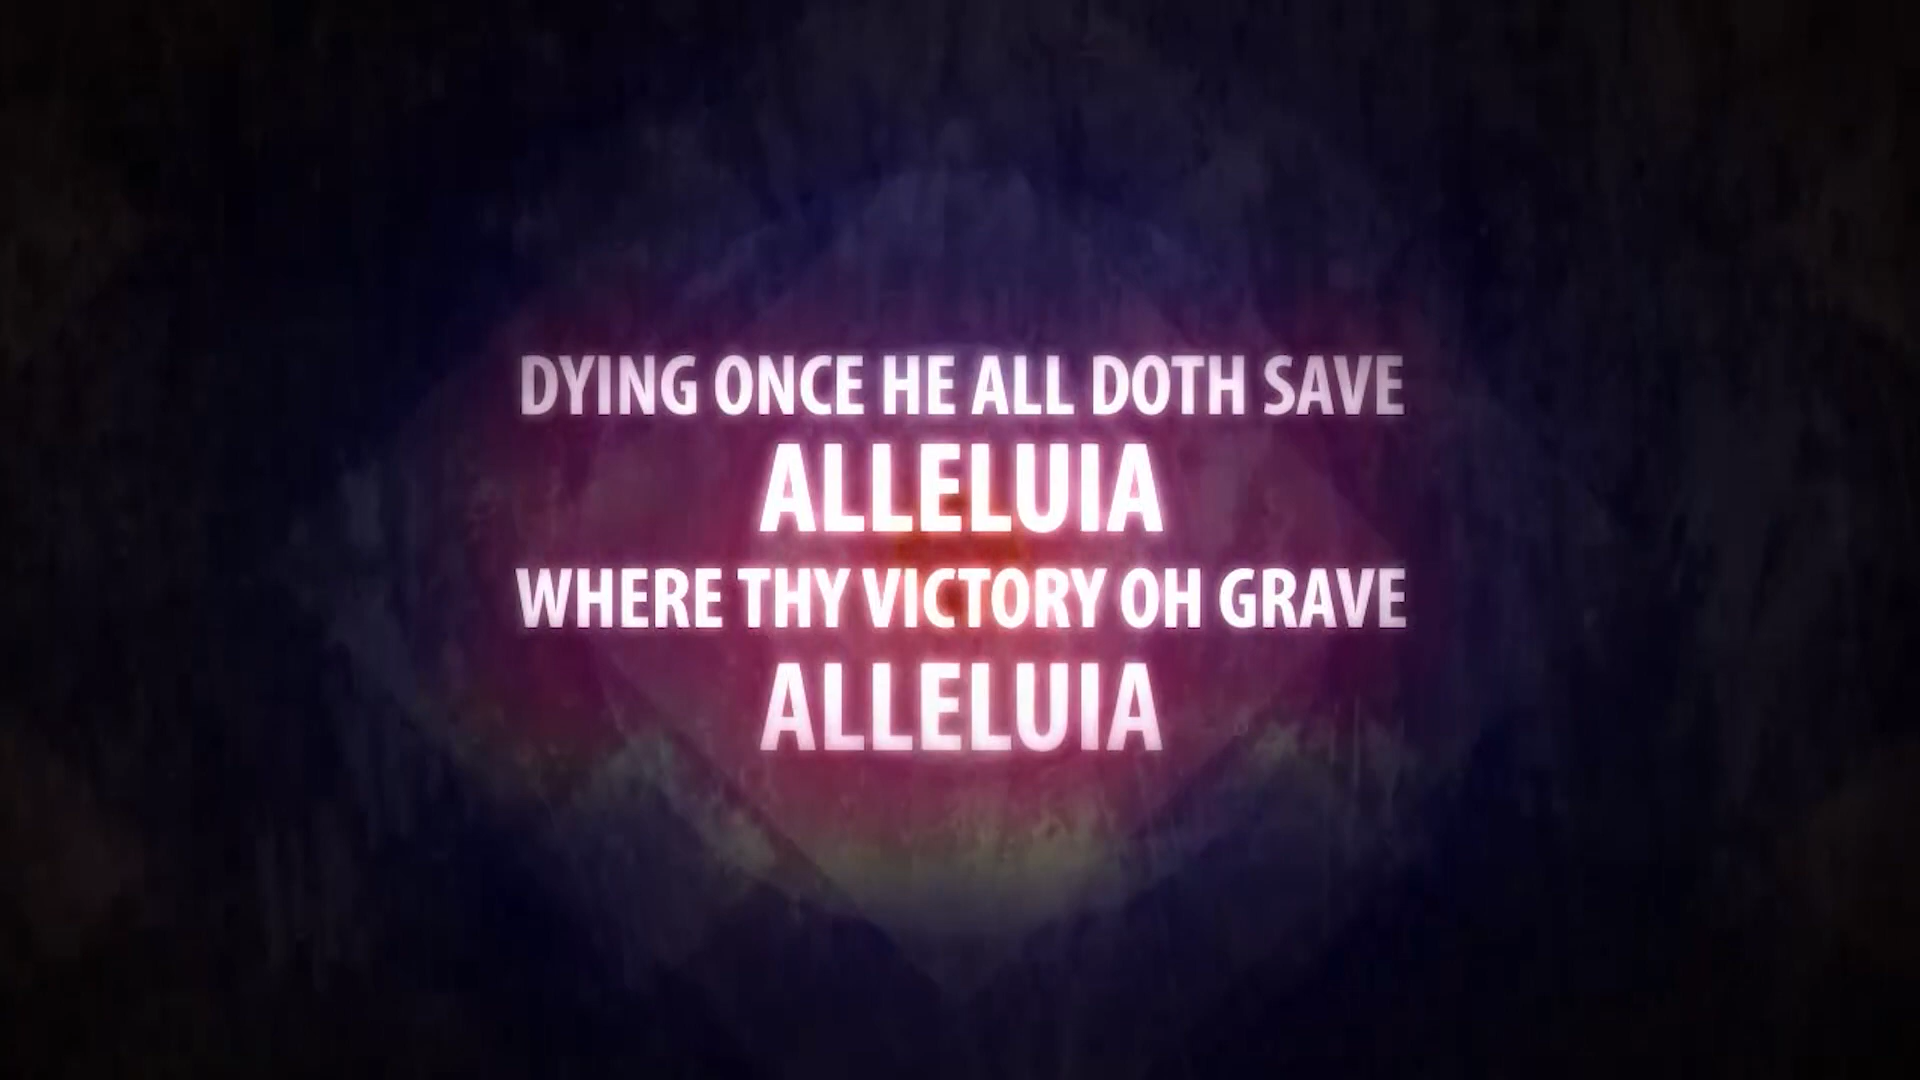 DYING ONCE HE ALL DOTH SAVE
ALLELUIA
WHERE THY VICTORY OH GRAVE
ALLELUIA